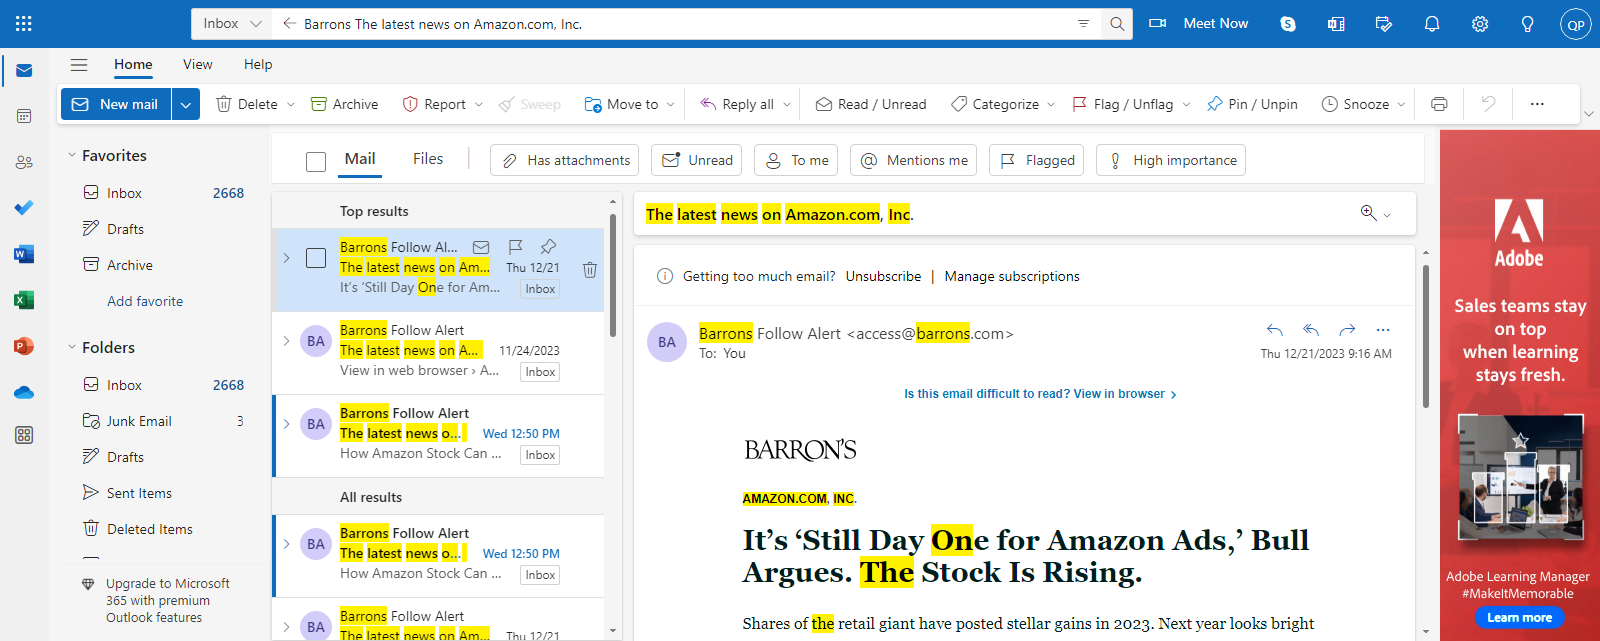 Inbox
Barrons The latest news on Amazon.com, Inc.
Meet Now
QP
Home
View
Help
New mail
Delete
Archive
Report
Sweep
Move to
Reply all
Read / Unread
Categorize
Flag / Unflag
Pin / Unpin
Snooze
Favorites
Inbox 2668
Drafts
Archive
Add favorite
Folders
Inbox 2668
Junk Email 3
Drafts
Sent Items
Deleted Items
Upgrade to Microsoft
365 with premium
Outlook features
Mail
Files
Has attachments
Unread
To me
Mentions me
Flagged
High importance
Top results
Barrons Follow Al...
The latest news on Am... Thu 12/21
It's ‘Still Day One for Am... Inbox
BA
Barrons Follow Alert
The latest news on A... 11/24/2023
View in web browser › A... Inbox
BA
Barrons Follow Alert
The latest news o... Wed 12:50 PM
How Amazon Stock Can ... Inbox
All results
BA
Barrons Follow Alert
The latest news o... Wed 12:50 PM
How Amazon Stock Can ... Inbox
BA
Barrons Follow Alert
The latest news on Am... Thu 12/21
The latest news on Amazon.com, Inc.
Getting too much email? Unsubscribe | Manage subscriptions
BA
Barrons Follow Alert <access@barrons.com>
To: You
Thu 12/21/2023 9:16 AM
Is this email difficult to read? View in browser ›
BARRON'S
AMAZON.COM, INC.
It's ‘Still Day One for Amazon Ads,’ Bull
Argues. The Stock Is Rising.
Shares of the retail giant have posted stellar gains in 2023. Next year looks bright
Adobe
Sales teams stay
on top
when learning
stays fresh.
Adobe Learning Manager
#MakeItMemorable
Learn more